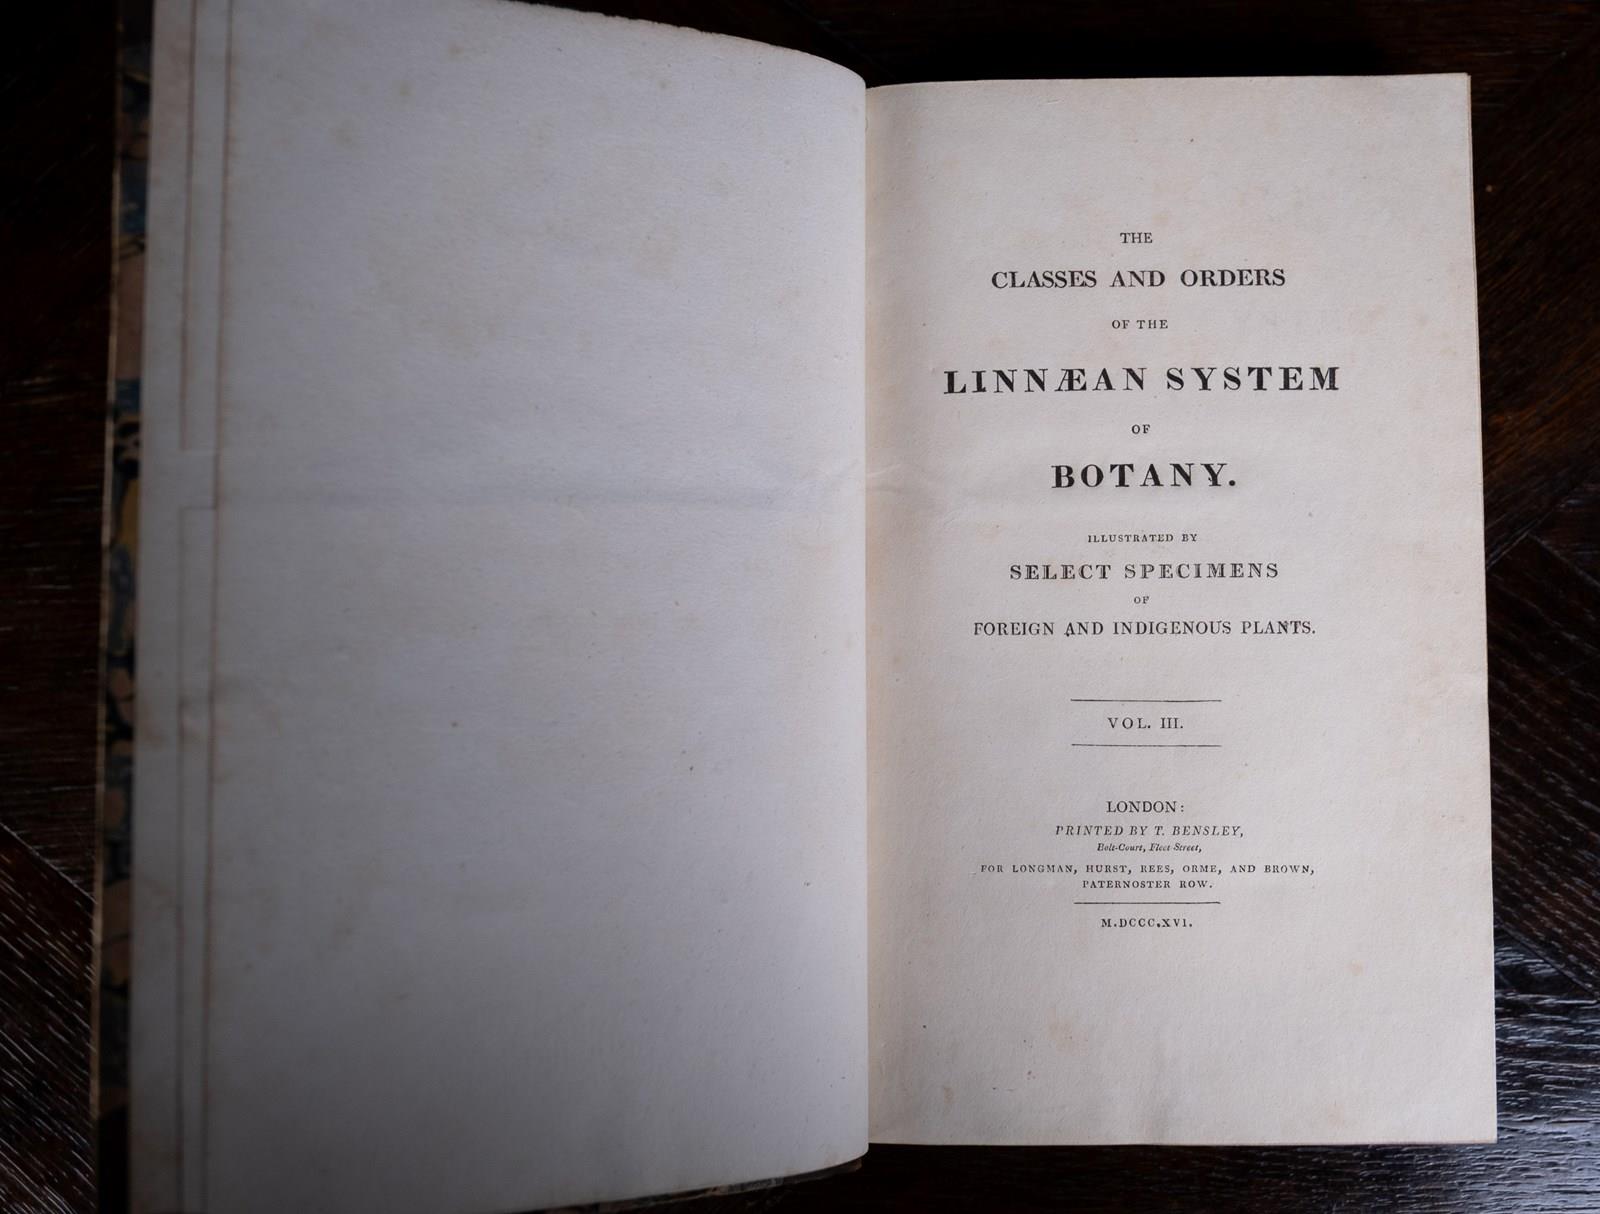 THE
CLASSES AND ORDERS
OF THE
LINNÆAN SYSTEM
OF
BOTANY.
ILLUSTRATED BY
SELECT SPECIMENS
OF
FOREIGN AND INDIGENOUS PLANTS.
VOL. III.
LONDON:
PRINTED BY T. BENSLEY,
Bolt-Court, Fleet-Street,
FOR LONGMAN, HURST, REES, ORME, AND BROWN,
PATERNOSTER ROW.
M.DCCC.XVI.